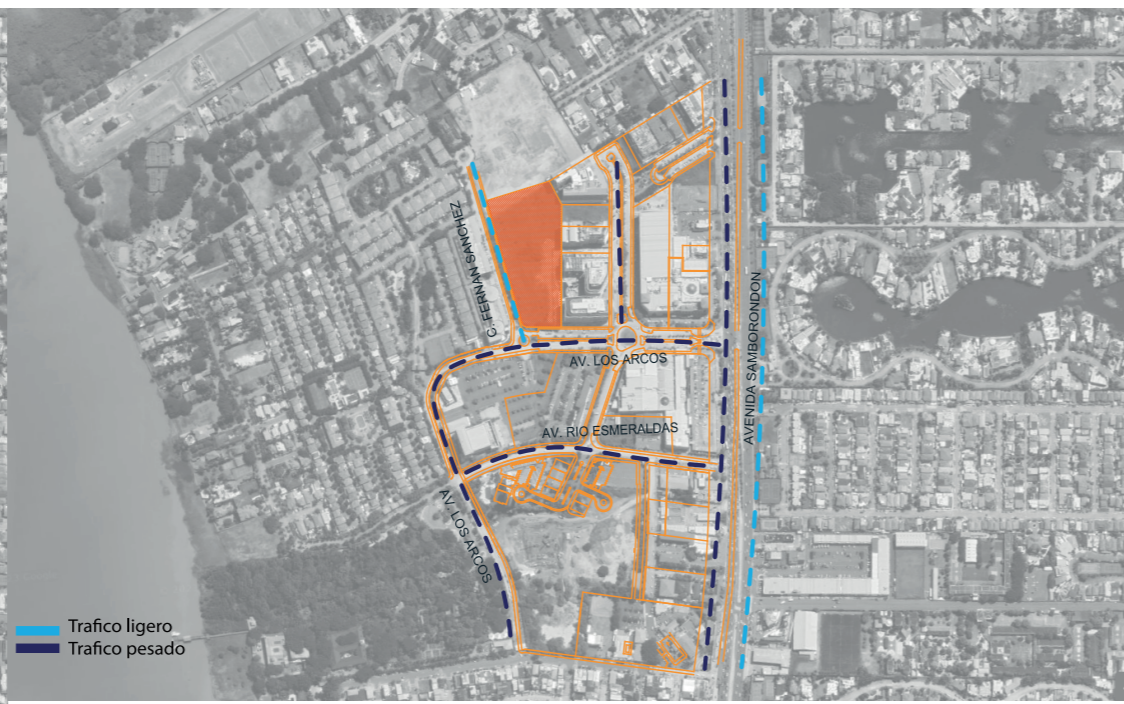 C. FERNAN SANCHEZ
AVENIDA SAMBORONDON
AV. LOS ARCOS
AV. RIO ESMERALDAS
AV. LOS ARCOS
Trafico ligero
Trafico pesado